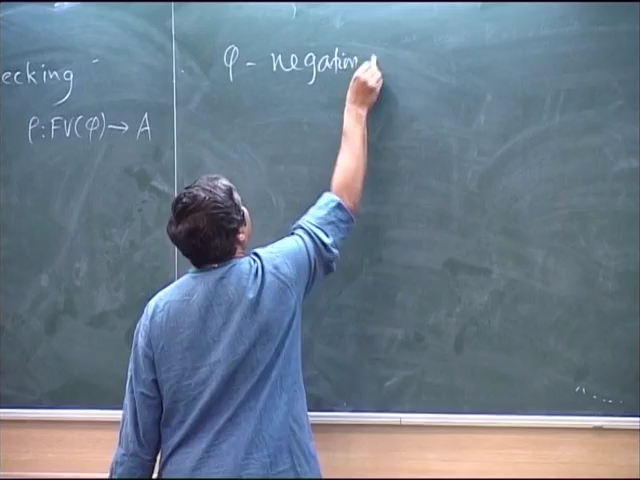 ecking
ρ:FV(φ)→A
φ - negation